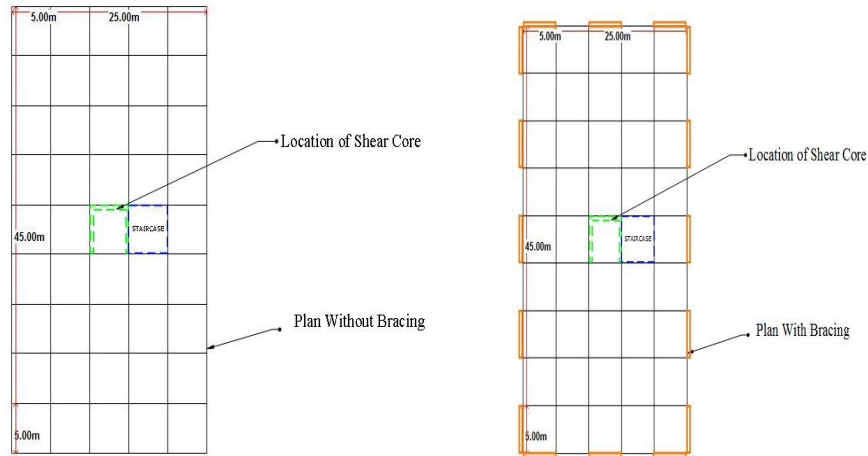 5.00m 25.00m
Location of Shear Core
STAIRCASE
45.00m
Plan Without Bracing
5.00m
5.00m 25.00m
Location of Shear Core
STAIRCASE
45.00m
Plan With Bracing
5.00m